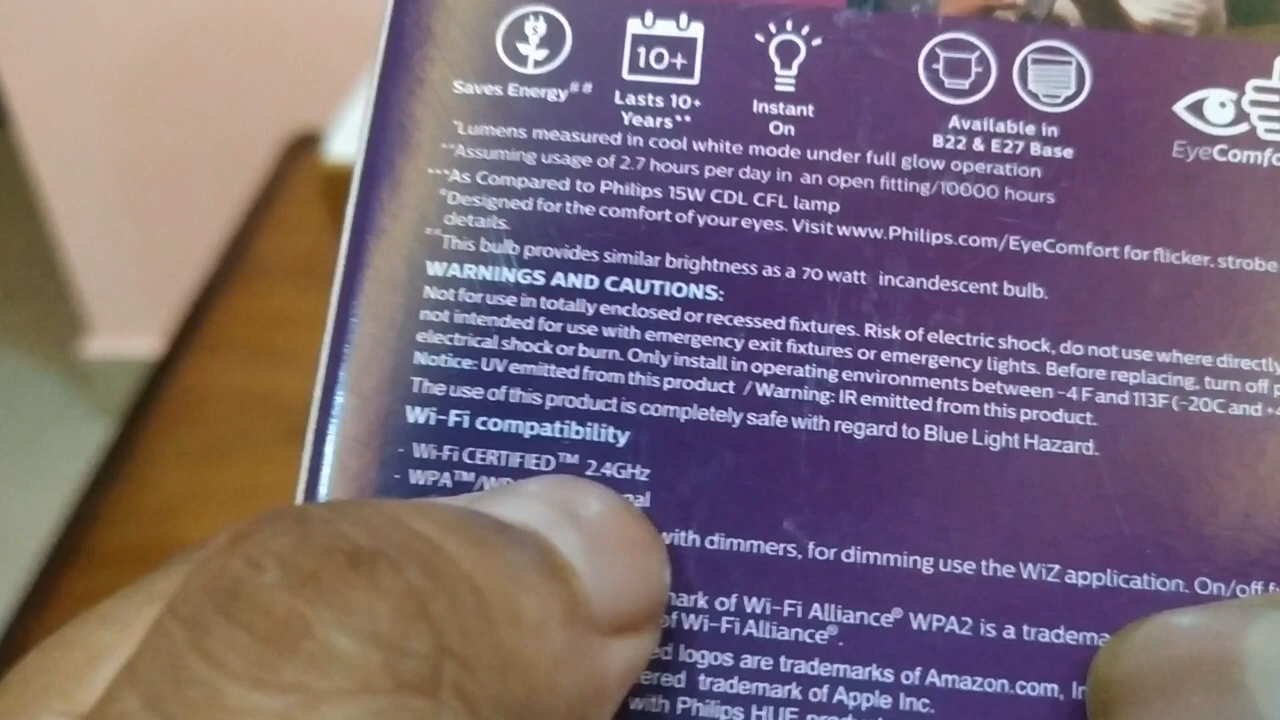 10+
Saves Energy##
Lasts 10+
Years**
Instant
On
Available in
B22 & E27 Base
EyeComfo
*Lumens measured in cool white mode under full glow operation
**Assuming usage of 2.7 hours per day in an open fitting/10000 hours
***As Compared to Philips 15W CDL CFL lamp
Designed for the comfort of your eyes. Visit www.Philips.com/EyeComfort for flicker, strobe
details.
This bulb provides similar brightness as a 70 watt incandescent bulb.
WARNINGS AND CAUTIONS:
Not for use in totally enclosed or recessed fixtures. Risk of electric shock, do not use where directly
not intended for use with emergency exit fixtures or emergency lights. Before replacing, turn off p
electrical shock or burn. Only install in operating environments between -4F and 113F (-20C and +
Notice: UV emitted from this product / Warning: IR emitted from this product.
The use of this product is completely safe with regard to Blue Light Hazard.
Wi-Fi compatibility
- Wi-Fi CERTIFIED™ 2.4GHz
- WPA™/WP nal
with dimmers, for dimming use the WiZ application. On/off f
mark of Wi-Fi Alliance® WPA2 is a tradema
of Wi-Fi Alliance®.
ed logos are trademarks of Amazon.com, In
ered trademark of Apple Inc.
with Philips HUE